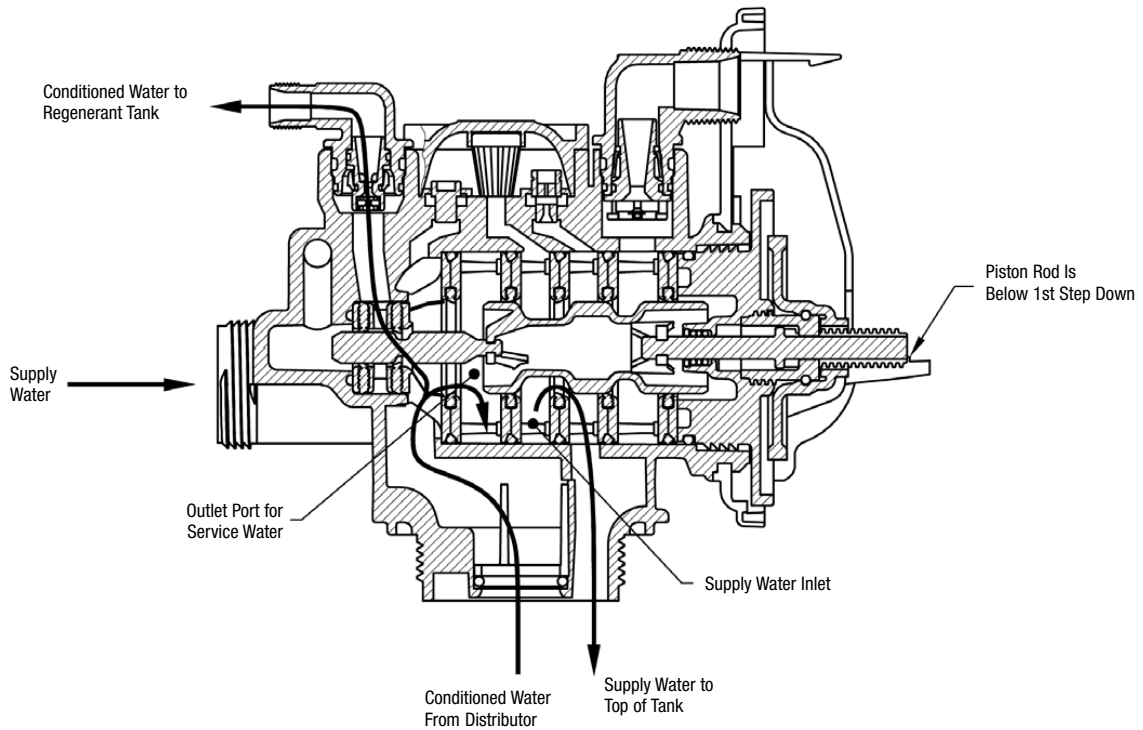 Conditioned Water to
Regenerant Tank
Piston Rod Is
Below 1st Step Down
Supply
Water
Outlet Port for
Service Water
Supply Water Inlet
Conditioned Water
From Distributor
Supply Water to
Top of Tank